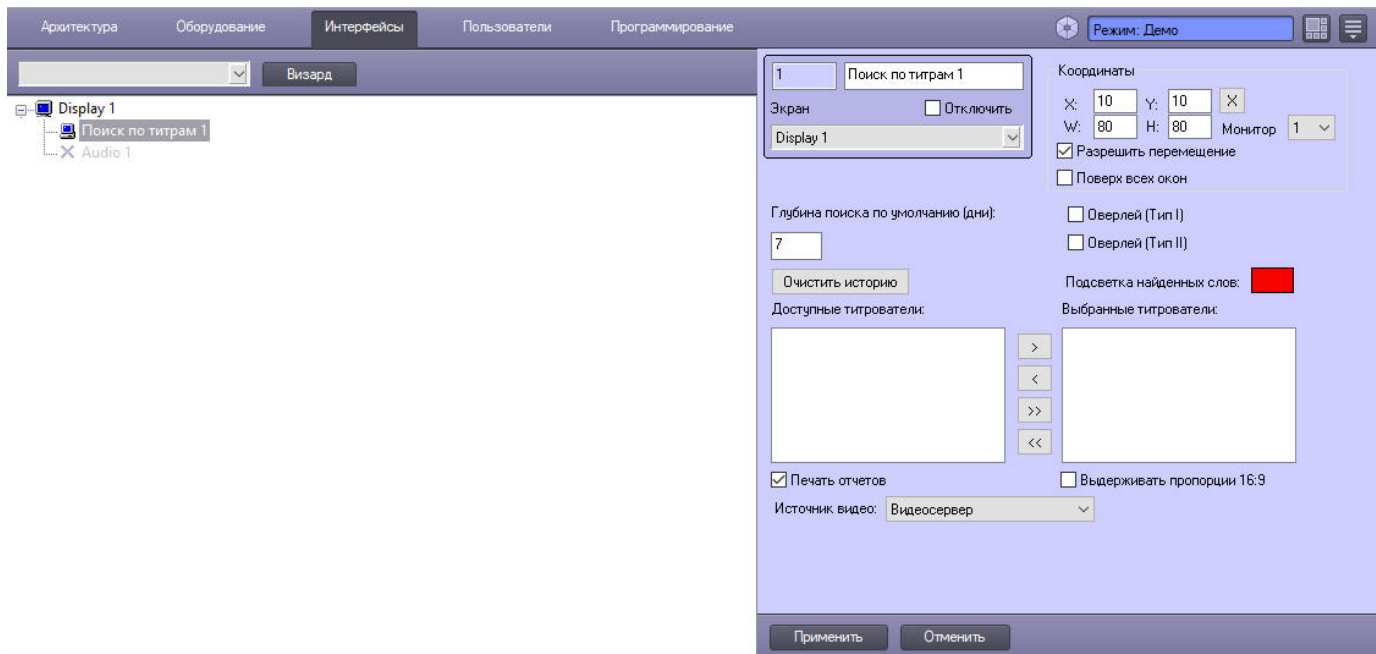 Архитектура Оборудование Интерфейсы Пользователи Программирование Режим: Демо
Визард
Display 1
Поиск по титрам 1
Audio 1
1 Поиск по титрам 1
Экран Отключить
Display 1
Координаты
X: 10 Y: 10 X
W: 80 H: 80 Монитор 1
Разрешить перемещение
Поверх всех окон
Глубина поиска по умолчанию (дни): Оверлей (Тип I)
7 Оверлей (Тип II)
Очистить историю Подсветка найденных слов:
Доступные титрователи: Выбранные титрователи:
>
<
>>
<<
Печать отчетов Выдерживать пропорции 16:9
Источник видео: Видеосервер
Применить Отменить